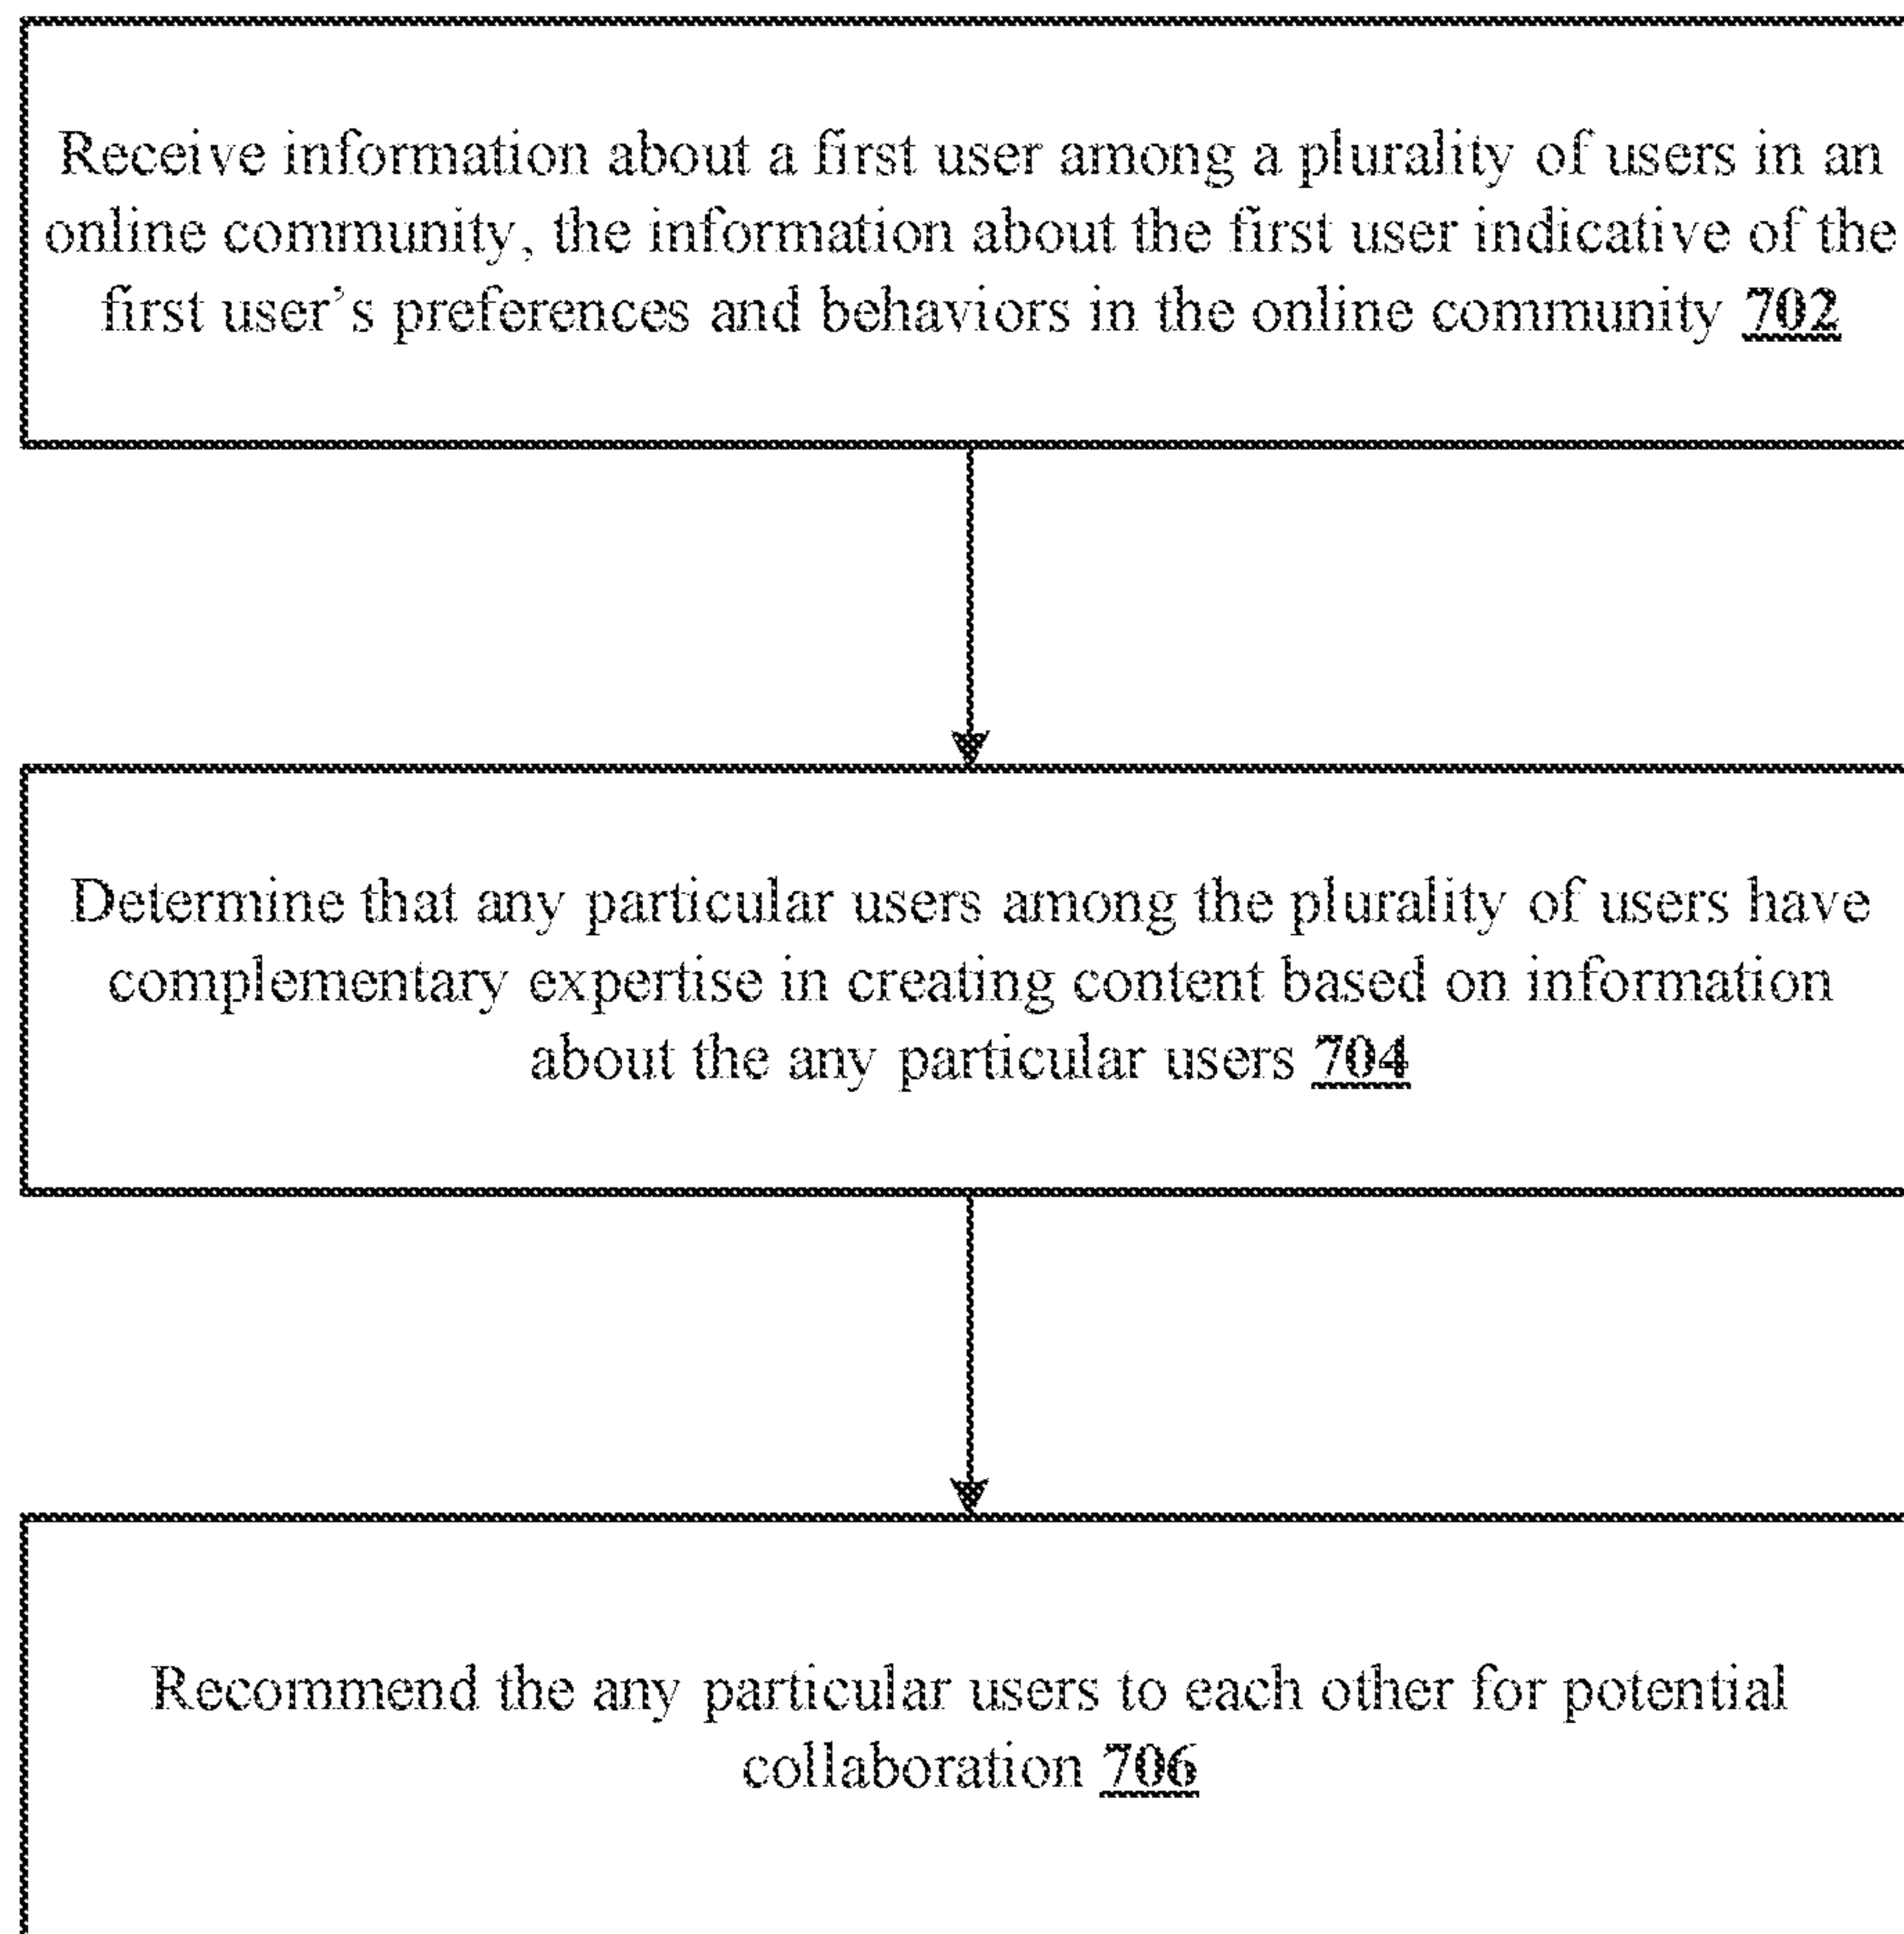 Receive information about a first user among a plurality of users in an
online community, the information about the first user indicative of the
first user's preferences and behaviors in the online community 702
Determine that any particular users among the plurality of users have
complementary expertise in creating content based on information
about the any particular users 704
Recommend the any particular users to each other for potential
collaboration 706